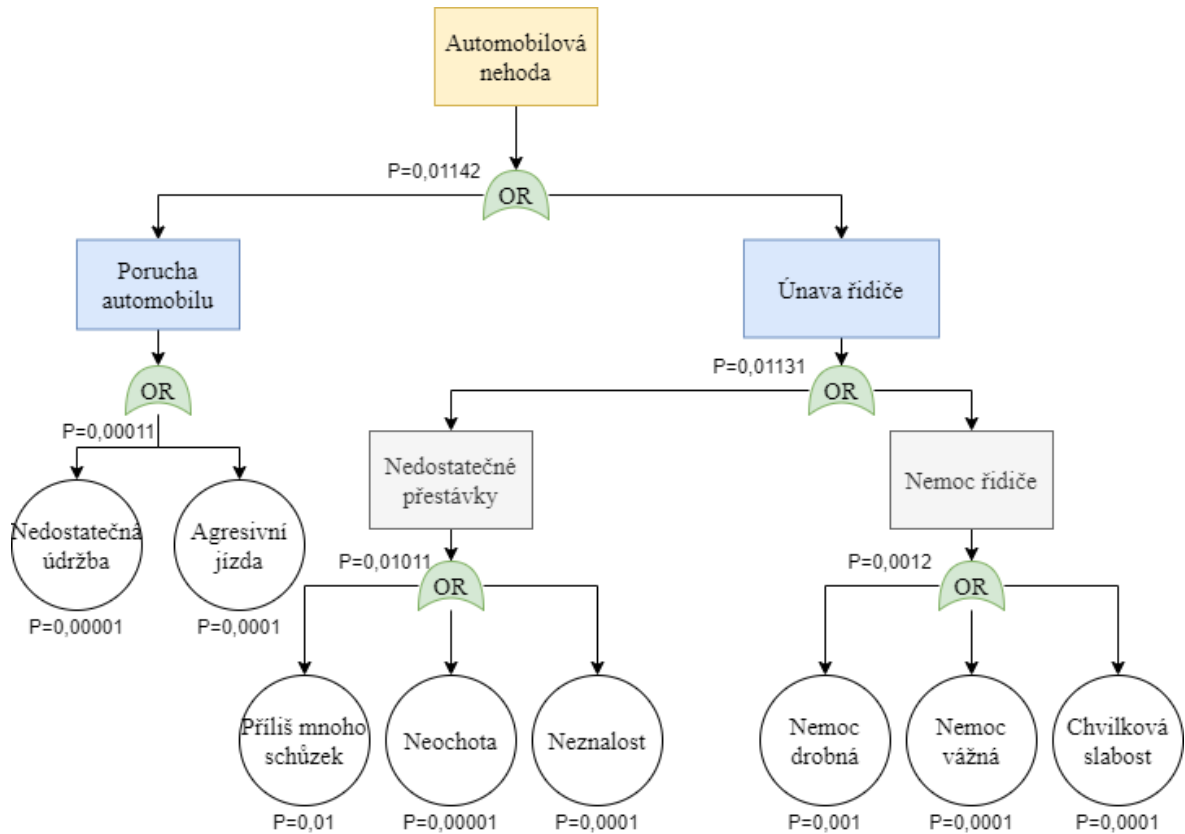 Automobilová
nehoda
P=0,01142
OR
Porucha
automobilu
Únava řidiče
OR
P=0,00011
P=0,01131
OR
Nedostatečná
údržba
P=0,00001
Agresivní
jízda
P=0,0001
Nedostatečné
přestávky
Nemoc řidiče
P=0,01011
OR
P=0,0012
OR
Příliš mnoho
schůzek
P=0,01
Neochota
P=0,00001
Neznalost
P=0,0001
Nemoc
drobná
P=0,001
Nemoc
vážná
P=0,0001
Chvilková
slabost
P=0,0001